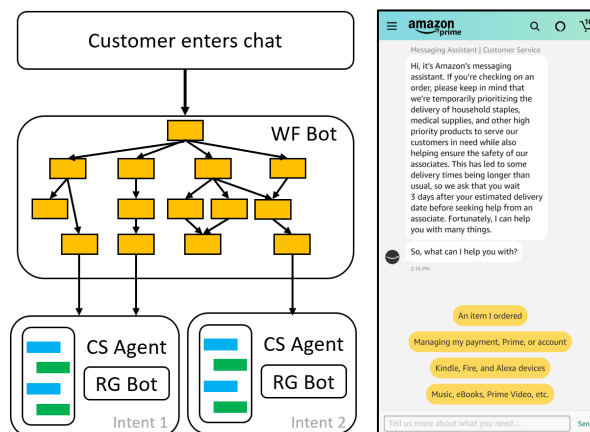 Customer enters chat
WF Bot
CS Agent
RG Bot
Intent 1
CS Agent
RG Bot
Intent 2
amazon
prime
16
Messaging Assistant | Customer Service
Hi, it's Amazon's messaging
assistant. If you're checking on an
order, please keep in mind that
we're temporarily prioritizing the
delivery of household staples,
medical supplies, and other high
priority products to serve our
customers in need while also
helping ensure the safety of our
associates. This has led to some
delivery times being longer than
usual, so we ask that you wait
3 days after your estimated delivery
date before seeking help from an
associate. Fortunately, I can help
you with many things.
So, what can I help you with?
2:16 PM
An item I ordered
Managing my payment, Prime, or account
Kindle, Fire, and Alexa devices
Music, eBooks, Prime Video, etc.
Tell us more about what you need...